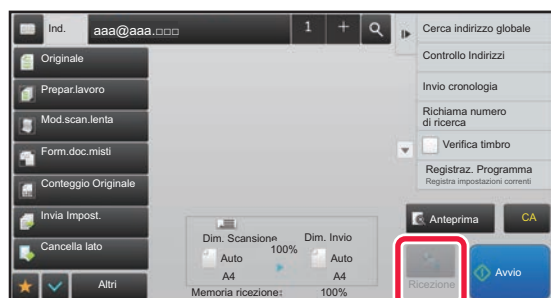 Ind.
aaa@aaa.□□□
1
+
Cerca indirizzo globale
Controllo Indirizzi
Invio cronologia
Richiama numero
di ricerca
Verifica timbro
Registraz. Programma
Registra impostazioni correnti
Originale
Prepar.lavoro
Mod.scan.lenta
Form.doc.misti
Conteggio Originale
Invia Impost.
Cancella lato
Altri
Dim. Scansione
100%
Dim. Invio
Auto
A4
Auto
A4
Memoria ricezione:
100%
Anteprima
CA
Ricezione
Avvio